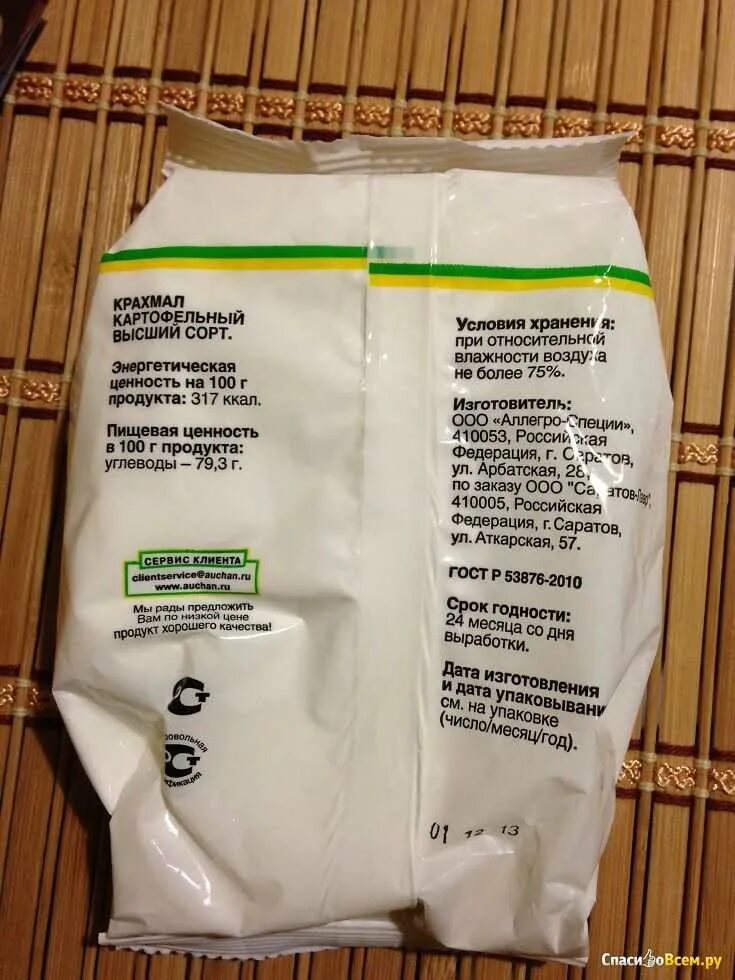 КРАХМАЛ
КАРТОФЕЛЬНЫЙ
ВЫСШИЙ СОРТ.
Энергетическая
ценность на 100 г
продукта: 317 ккал.
Пищевая ценность
в 100 г продукта:
углеводы – 79,3 г.
СЕРВИС КЛИЕНТА
clientservice@auchan.ru
www.auchan.ru
Мы рады предложить
Вам по низкой цене
продукт хорошего качества!
Условия хранения:
при относительной
влажности воздуха
не более 75%.
Изготовитель:
ООО «Аллегро-Специи»,
410053, Российская
Федерация, г. Саратов,
ул. Арбатская, 28,
по заказу ООО
410005, Российская
Федерация, г. Саратов,
ул. Аткарская, 57.
ГОСТ Р 53876-2010
Срок годности:
24 месяца со дня
выработки.
Дата изготовления
и дата упаковывани
см. на упаковке
(число/месяц/год).
01 12 13
СпасибоВсем.ру